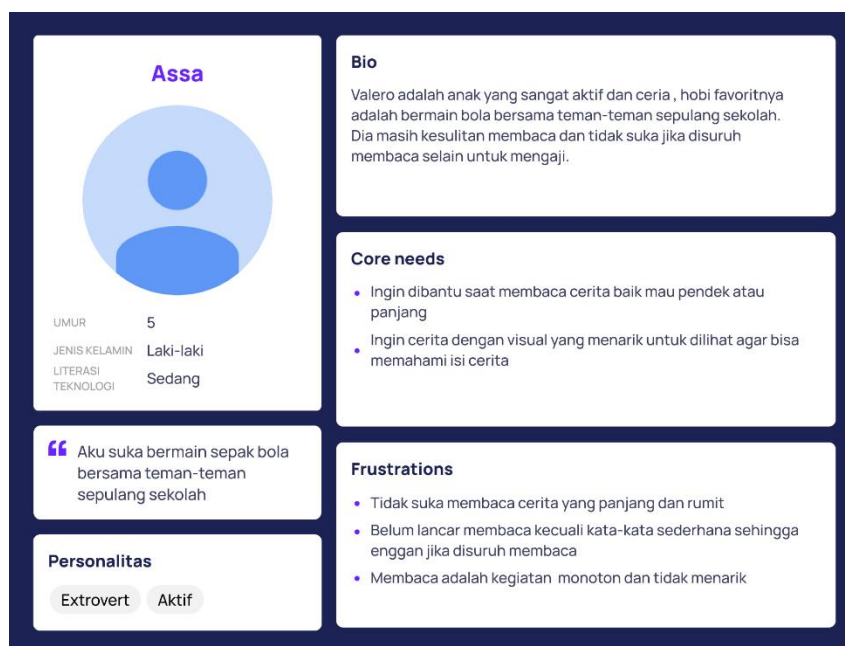 Assa
UMUR 5
JENIS KELAMIN Laki-laki
LITERASI
TEKNOLOGI Sedang
Aku suka bermain sepak bola
bersama teman-teman
sepulang sekolah
Personalitas
Extrovert Aktif
Bio
Valero adalah anak yang sangat aktif dan ceria , hobi favoritnya
adalah bermain bola bersama teman-teman sepulang sekolah.
Dia masih kesulitan membaca dan tidak suka jika disuruh
membaca selain untuk mengaji.
Core needs
• Ingin dibantu saat membaca cerita baik mau pendek atau
panjang
• Ingin cerita dengan visual yang menarik untuk dilihat agar bisa
memahami isi cerita
Frustrations
• Tidak suka membaca cerita yang panjang dan rumit
• Belum lancar membaca kecuali kata-kata sederhana sehingga
enggan jika disuruh membaca
• Membaca adalah kegiatan monoton dan tidak menarik